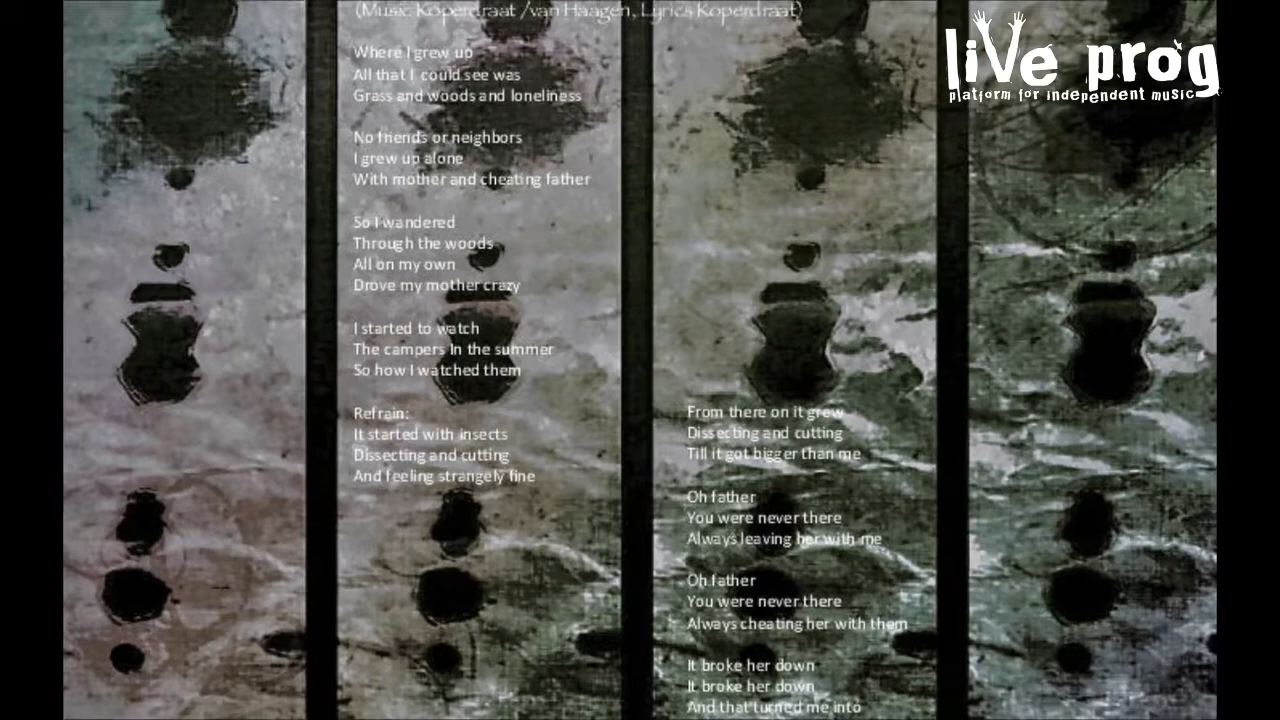 (Music Koperdraat /van Haagen, Lyrics Koperdraat)
Where I grew up
All that I could see was
Grass and woods and loneliness
No friends or neighbors
I grew up alone
With mother and cheating father
So I wandered
Through the woods
All on my own
Drove my mother crazy
I started to watch
The campers In the summer
So how I watched them
Refrain:
It started with insects
Dissecting and cutting
And feeling strangely fine
From there on it grew
Dissecting and cutting
Till it got bigger than me
Oh father
You were never there
Always leaving her with me
Oh father
You were never there
Always cheating her with them
It broke her down
It broke her down
And that turned me into
live prog
platform for independent music